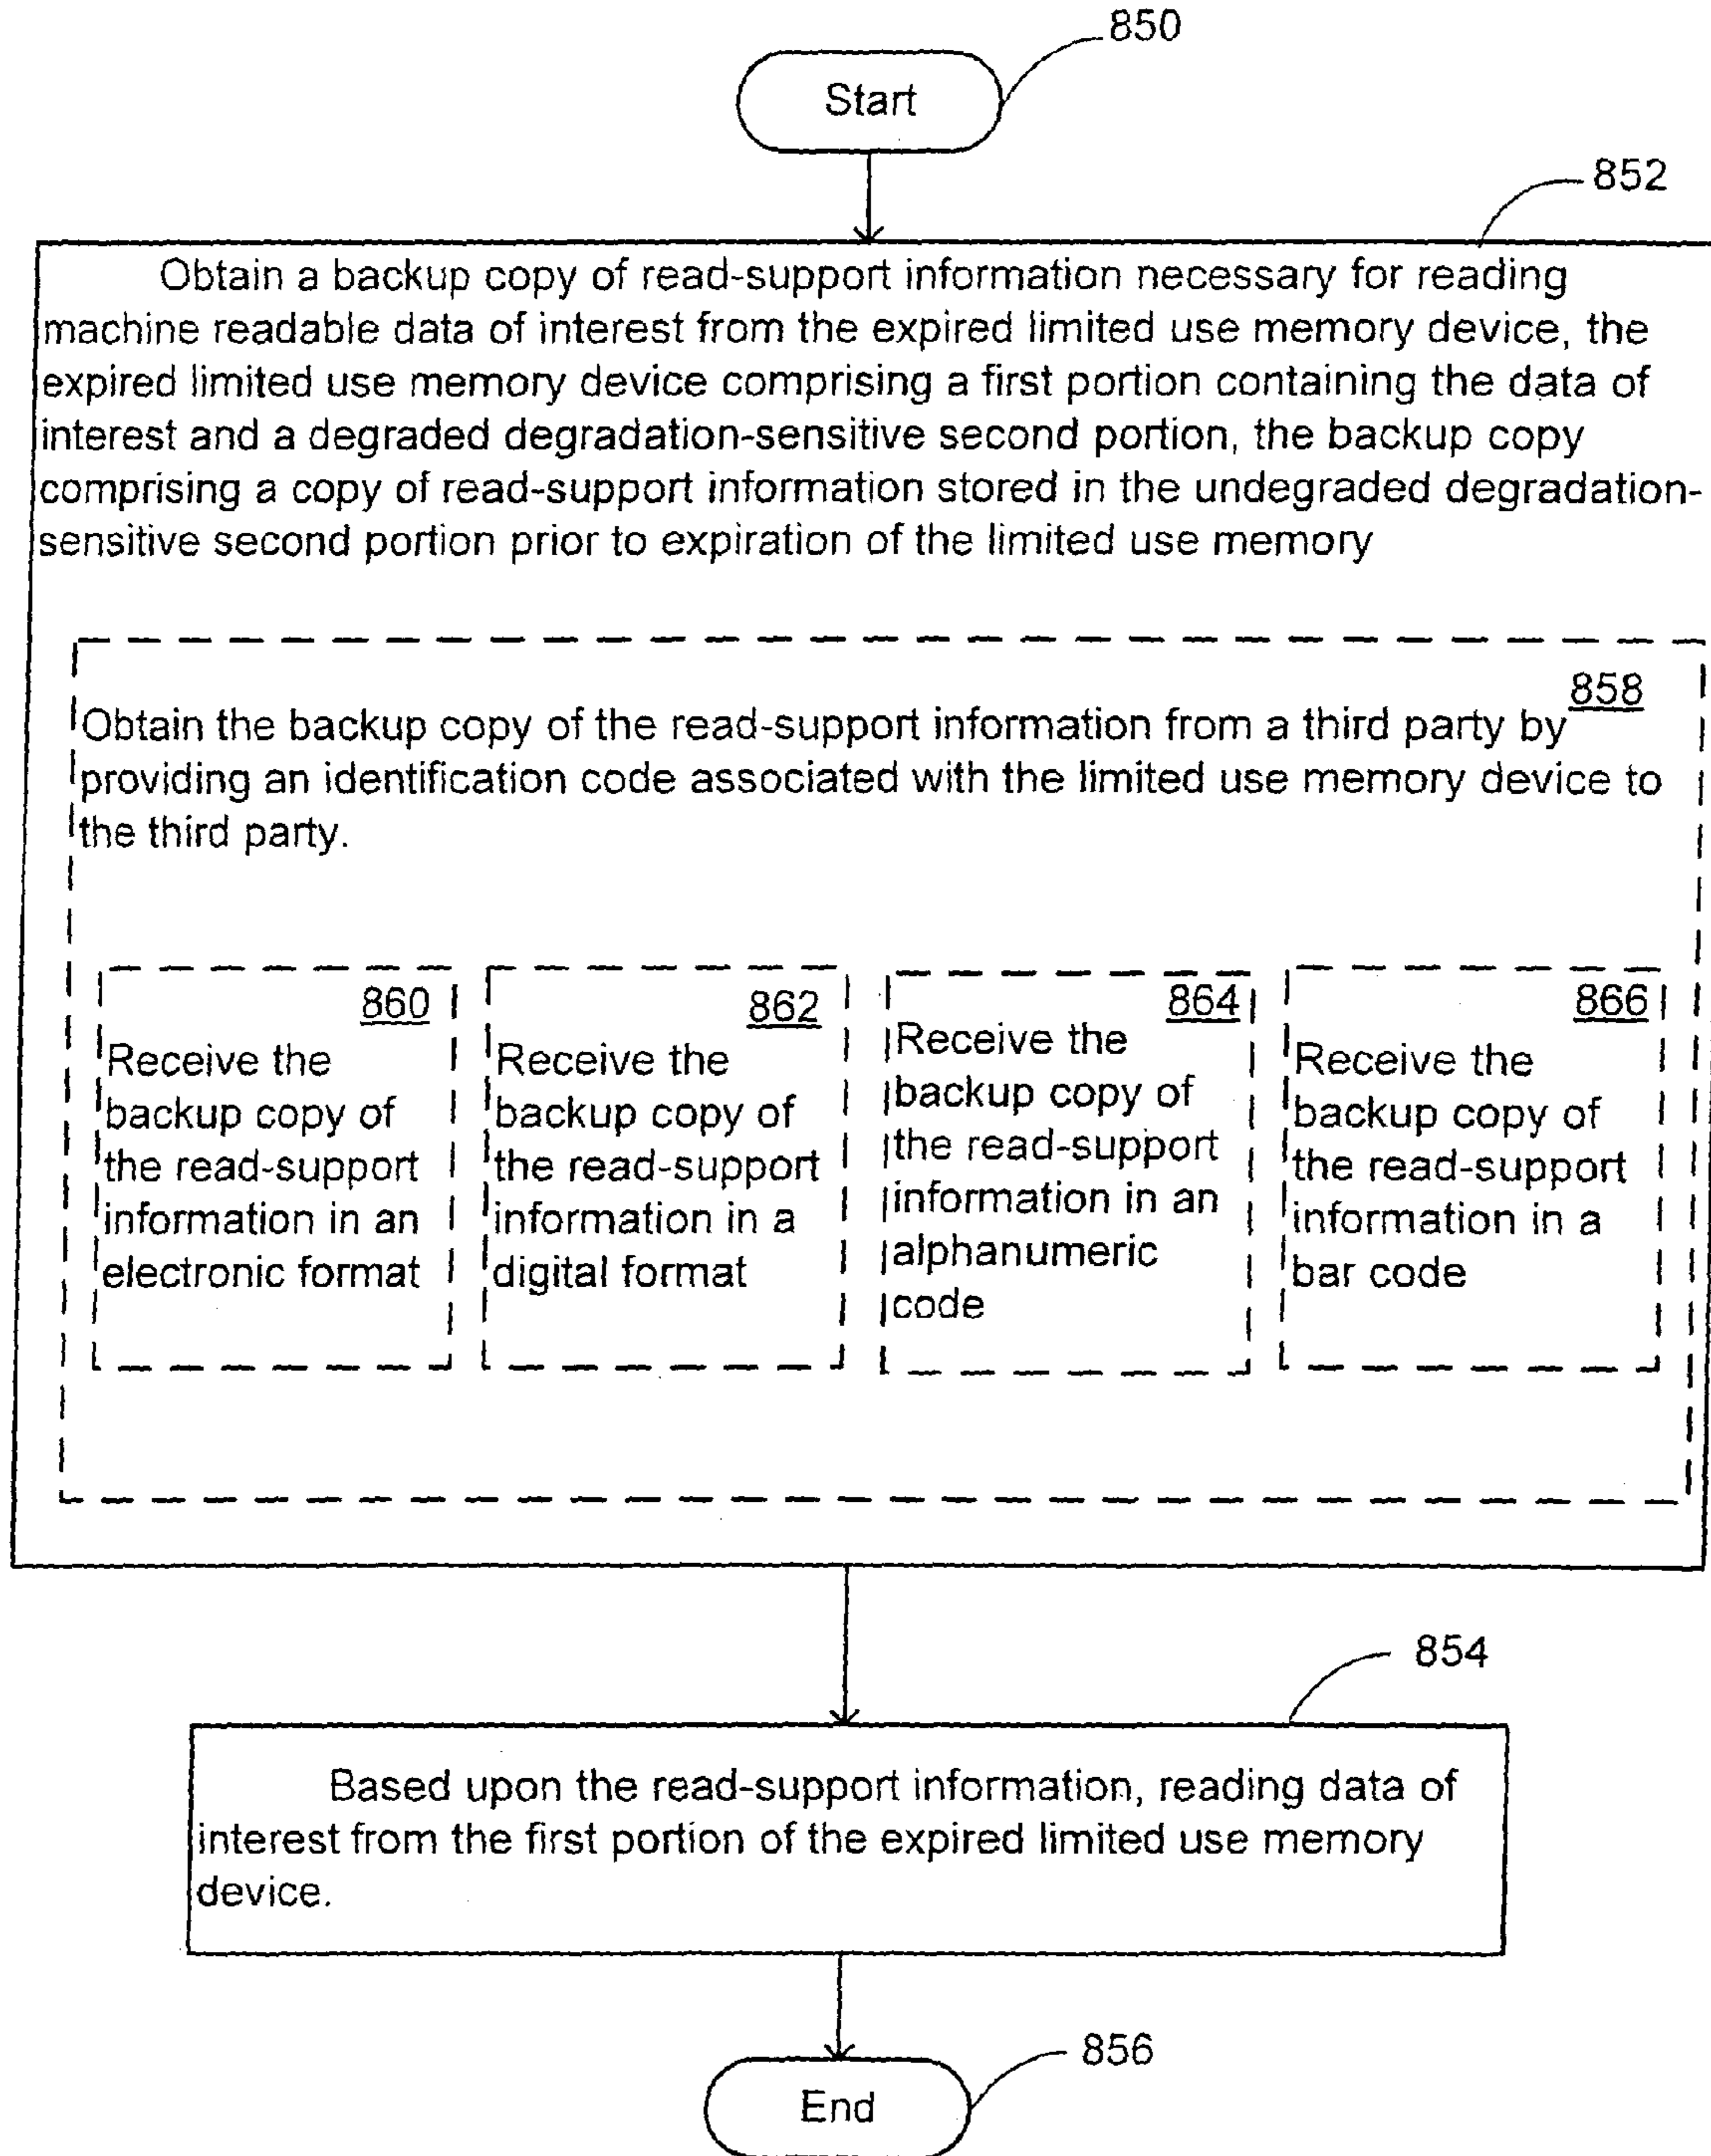 850
Start
852
Obtain a backup copy of read-support information necessary for reading
machine readable data of interest from the expired limited use memory device, the
expired limited use memory device comprising a first portion containing the data of
interest and a degraded degradation-sensitive second portion, the backup copy
comprising a copy of read-support information stored in the undegraded degradation-
sensitive second portion prior to expiration of the limited use memory
858
Obtain the backup copy of the read-support information from a third party by
providing an identification code associated with the limited use memory device to
the third party.
860
Receive the
backup copy of
the read-support
information in an
electronic format
862
Receive the
backup copy of
the read-support
information in a
digital format
864
Receive the
backup copy of
the read-support
information in an
alphanumeric
code
866
Receive the
backup copy of
the read-support
information in a
bar code
854
Based upon the read-support information, reading data of
interest from the first portion of the expired limited use memory
device.
856
End